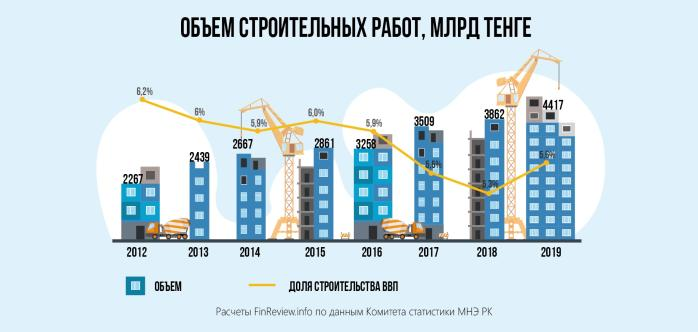 ОБЪЕМ СТРОИТЕЛЬНЫХ РАБОТ, МЛРД ТЕНГЕ
6,2% 6% 5,9% 6,0% 5,9%
2267 2439 2667 2861 3258 3509 3862 4417
2012 2013 2014 2015 2016 2017 2018 2019
ОБЪЕМ ДОЛЯ СТРОИТЕЛЬСТВА ВВП
Расчеты FinReview.info по данным Комитета статистики МНЭ РК